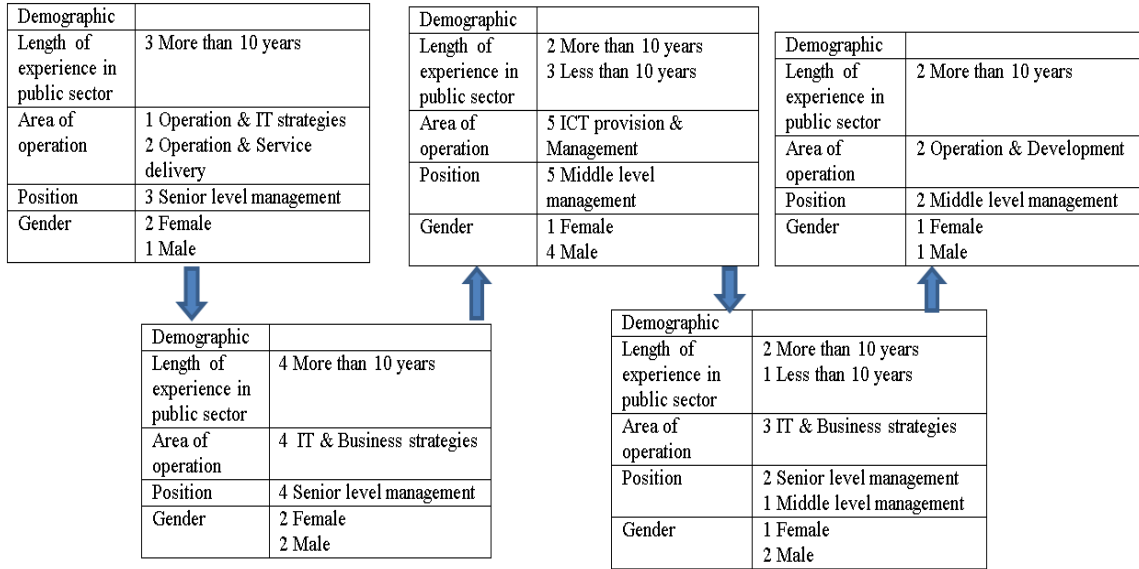 Demographic
Length of experience in public sector
3 More than 10 years
Area of operation
1 Operation & IT strategies
2 Operation & Service delivery
Position
3 Senior level management
Gender
2 Female
1 Male
Demographic
Length of experience in public sector
4 More than 10 years
Area of operation
4 IT & Business strategies
Position
4 Senior level management
Gender
2 Female
2 Male
Demographic
Length of experience in public sector
2 More than 10 years
3 Less than 10 years
Area of operation
5 ICT provision & Management
Position
5 Middle level management
Gender
1 Female
4 Male
Demographic
Length of experience in public sector
2 More than 10 years
1 Less than 10 years
Area of operation
3 IT & Business strategies
Position
2 Senior level management
1 Middle level management
Gender
1 Female
2 Male
Demographic
Length of experience in public sector
2 More than 10 years
Area of operation
2 Operation & Development
Position
2 Middle level management
Gender
1 Female
1 Male